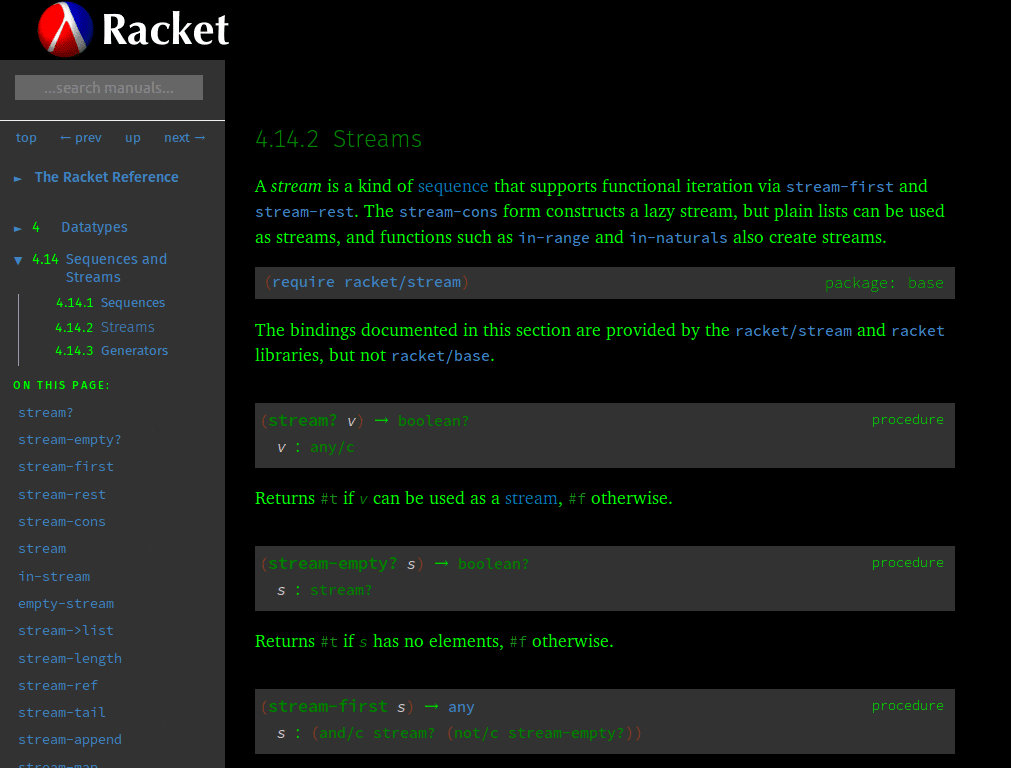 Racket
...search manuals...
top ← prev up next →
► The Racket Reference
► 4 Datatypes
▼ 4.14 Sequences and
Streams
4.14.1 Sequences
4.14.2 Streams
4.14.3 Generators
ON THIS PAGE:
stream?
stream-empty?
stream-first
stream-rest
stream-cons
stream
in-stream
empty-stream
stream->list
stream-length
stream-ref
stream-tail
stream-append
stream-map
4.14.2 Streams
A stream is a kind of sequence that supports functional iteration via stream-first and
stream-rest. The stream-cons form constructs a lazy stream, but plain lists can be used
as streams, and functions such as in-range and in-naturals also create streams.
(require racket/stream) package: base
The bindings documented in this section are provided by the racket/stream and racket
libraries, but not racket/base.
(stream? v) → boolean? procedure
v : any/c
Returns #t if v can be used as a stream, #f otherwise.
(stream-empty? s) → boolean? procedure
s : stream?
Returns #t if s has no elements, #f otherwise.
(stream-first s) → any procedure
s : (and/c stream? (not/c stream-empty?))